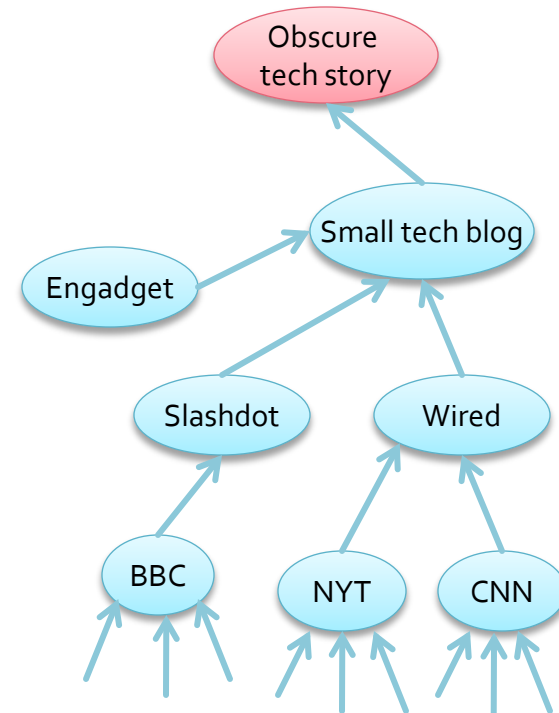 Obscure
tech story
Small tech blog
Engadget
Slashdot
Wired
BBC
NYT
CNN